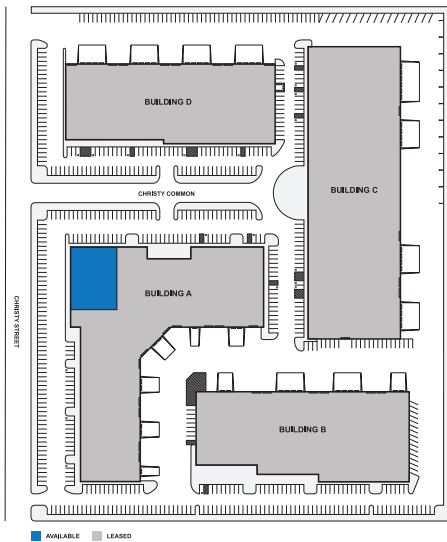 BUILDING D
BUILDING C
CHRISTY COMMON
BUILDING A
CHRISTY STREET
BUILDING B
AVAILABLE
LEASED